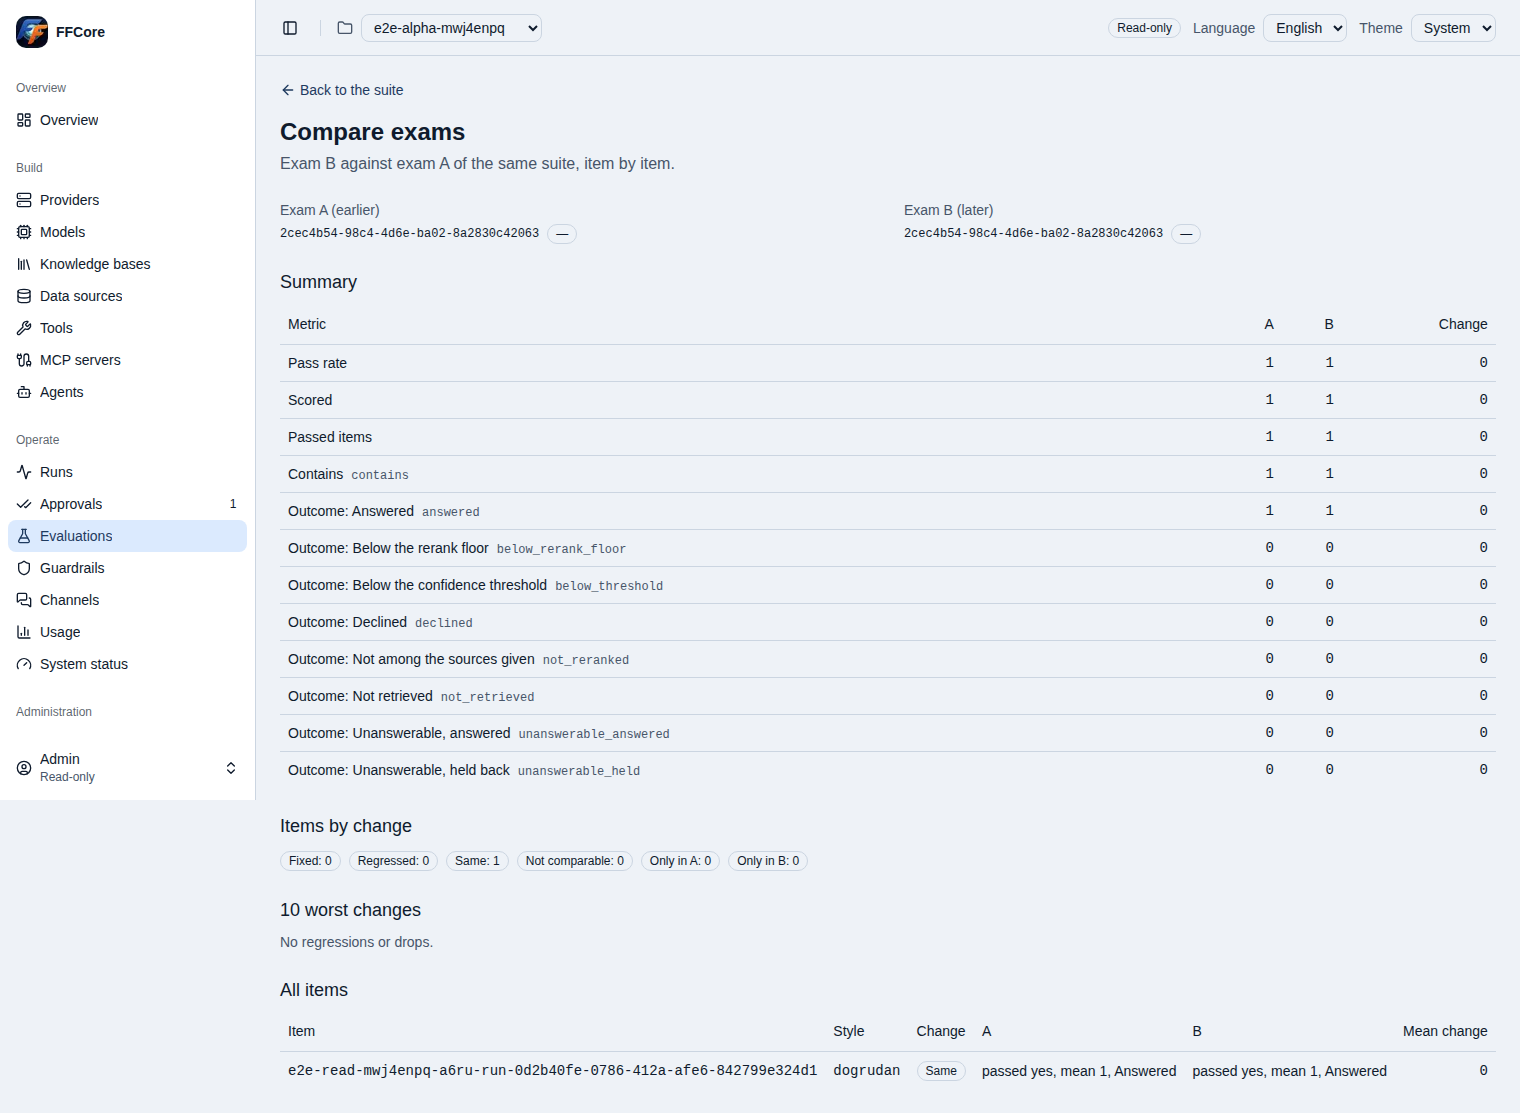 FFCore
e2e-alpha-mwj4enpq
Read-only
Language
English
Theme
System
Overview
Overview
Build
Providers
Models
Knowledge bases
Data sources
Tools
MCP servers
Agents
Operate
Runs
Approvals 1
Evaluations
Guardrails
Channels
Usage
System status
Administration
Admin
Read-only
Back to the suite
Compare exams
Exam B against exam A of the same suite, item by item.
Exam A (earlier)
2cec4b54-98c4-4d6e-ba02-8a2830c42063 —
Exam B (later)
2cec4b54-98c4-4d6e-ba02-8a2830c42063 —
Summary
Metric A B Change
Pass rate 1 1 0
Scored 1 1 0
Passed items 1 1 0
Contains contains 1 1 0
Outcome: Answered answered 1 1 0
Outcome: Below the rerank floor below_rerank_floor 0 0 0
Outcome: Below the confidence threshold below_threshold 0 0 0
Outcome: Declined declined 0 0 0
Outcome: Not among the sources given not_reranked 0 0 0
Outcome: Not retrieved not_retrieved 0 0 0
Outcome: Unanswerable, answered unanswerable_answered 0 0 0
Outcome: Unanswerable, held back unanswerable_held 0 0 0
Items by change
Fixed: 0 Regressed: 0 Same: 1 Not comparable: 0 Only in A: 0 Only in B: 0
10 worst changes
No regressions or drops.
All items
Item Style Change A B Mean change
e2e-read-mwj4enpq-a6ru-run-0d2b40fe-0786-412a-afe6-842799e324d1 dogrudan Same passed yes, mean 1, Answered passed yes, mean 1, Answered 0